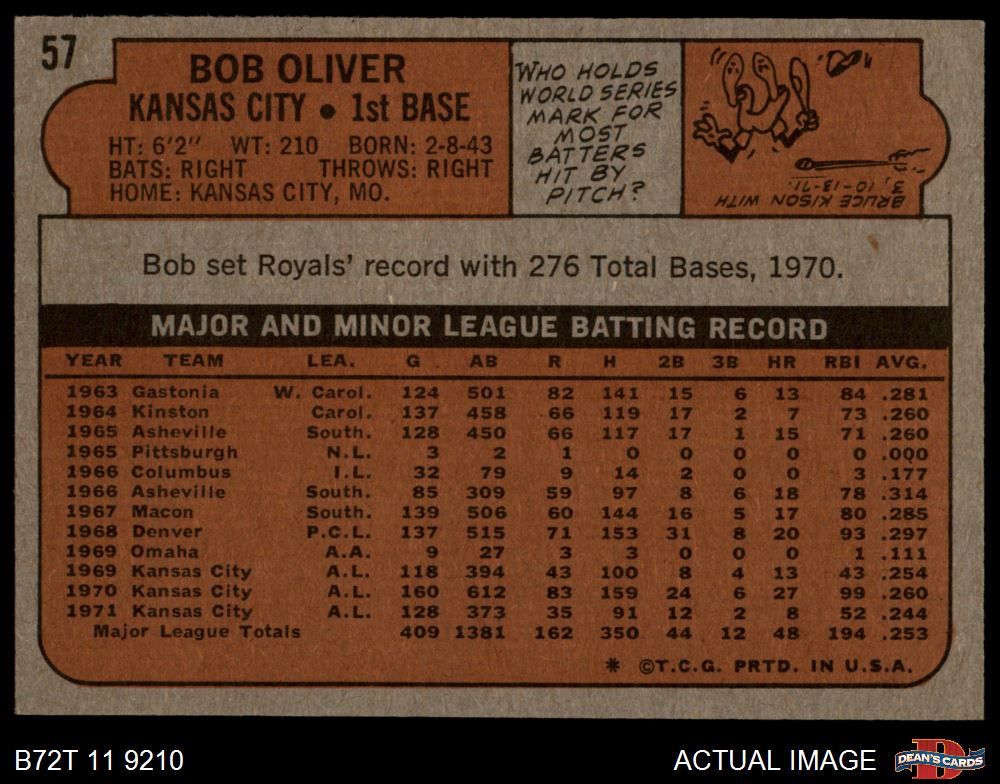 57
BOB OLIVER
KANSAS CITY • 1st BASE
HT: 6'2" WT: 210 BORN: 2-8-43
BATS: RIGHT THROWS: RIGHT
HOME: KANSAS CITY, MO.
WHO HOLDS
WORLD SERIES
MARK FOR
MOST
BATTERS
HIT BY
PITCH?
BRUCE KISON WITH
3, 10-13-71.
Bob set Royals' record with 276 Total Bases, 1970.
MAJOR AND MINOR LEAGUE BATTING RECORD
YEAR TEAM LEA. G AB R H 2B 3B HR RBI AVG.
1963 Gastonia W. Carol. 124 501 82 141 15 6 13 84 .281
1964 Kinston Carol. 137 458 66 119 17 2 7 73 .260
1965 Asheville South. 128 450 66 117 17 1 15 71 .260
1965 Pittsburgh N.L. 3 2 1 0 0 0 0 0 .000
1966 Columbus I.L. 32 79 9 14 2 0 0 3 .177
1966 Asheville South. 85 309 59 97 8 6 18 78 .314
1967 Macon South. 139 506 60 144 16 5 17 80 .285
1968 Denver P.C.L. 137 515 71 153 31 8 20 93 .297
1969 Omaha A.A. 9 27 3 3 0 0 0 1 .111
1969 Kansas City A.L. 118 394 43 100 8 4 13 43 .254
1970 Kansas City A.L. 160 612 83 159 24 6 27 99 .260
1971 Kansas City A.L. 128 373 35 91 12 2 8 52 .244
Major League Totals 409 1381 162 350 44 12 48 194 .253
* ©T.C.G. PRTD. IN U.S.A.
B72T 11 9210 ACTUAL IMAGE
DEAN'S CARDS